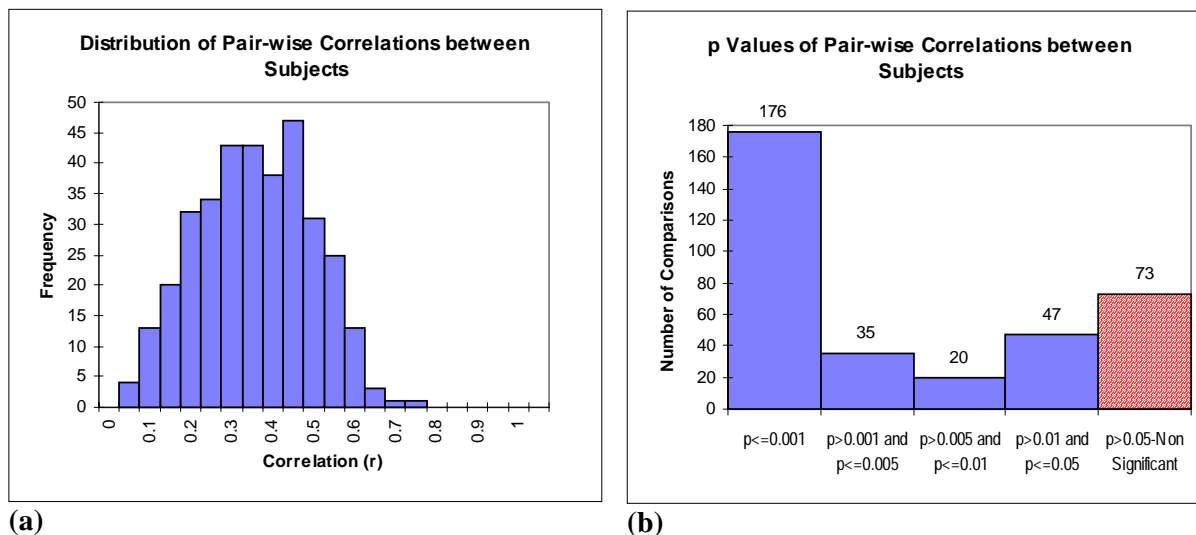 Distribution of Pair-wise Correlations between
Subjects
50
45
40
35
30
25
20
15
10
5
0
Frequency
0
0.1
0.2
0.3
0.4
0.5
0.6
0.7
0.8
0.9
1
Correlation (r)
(a)
p Values of Pair-wise Correlations between
Subjects
176
35
20
47
73
180
160
140
120
100
80
60
40
20
0
Number of Comparisons
p<=0.001
p>0.001 and
p<=0.005
p>0.005 and
p<=0.01
p>0.01 and
p<=0.05
p>0.05-Non
Significant
(b)